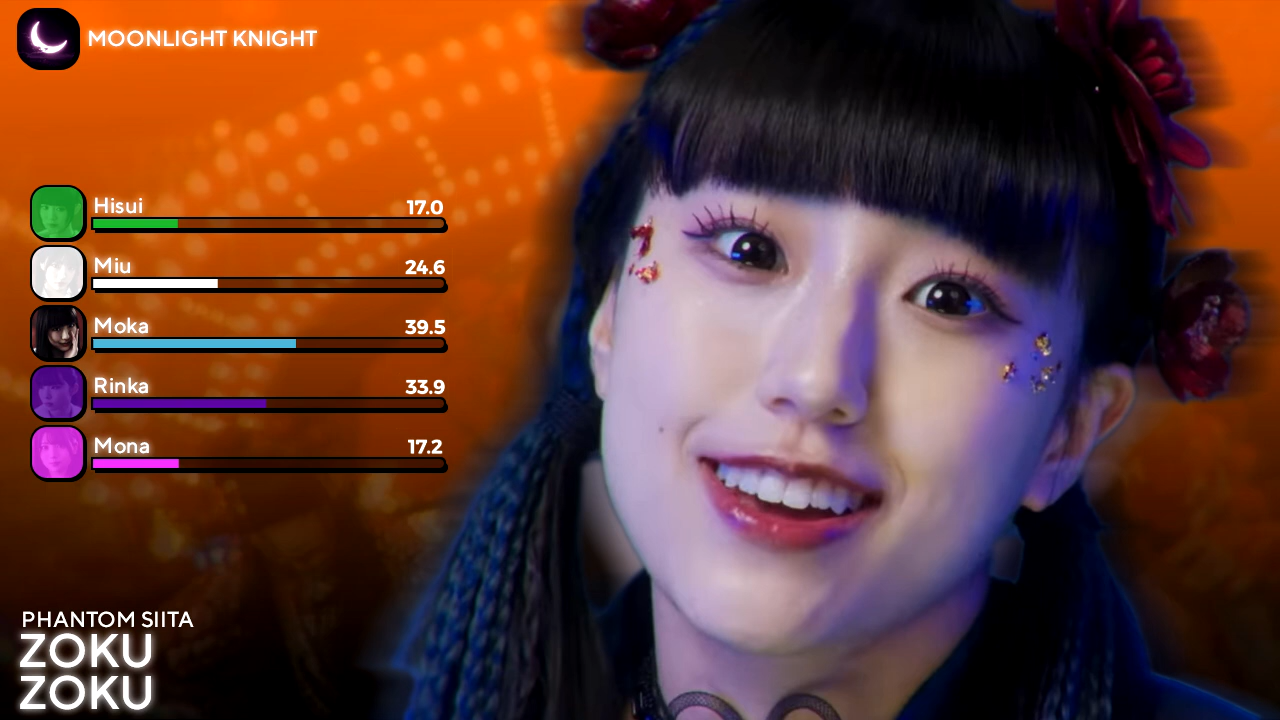 MOONLIGHT KNIGHT
Hisui 17.0
Miu 24.6
Moka 39.5
Rinka 33.9
Mona 17.2
PHANTOM SIITA
ZOKU
ZOKU